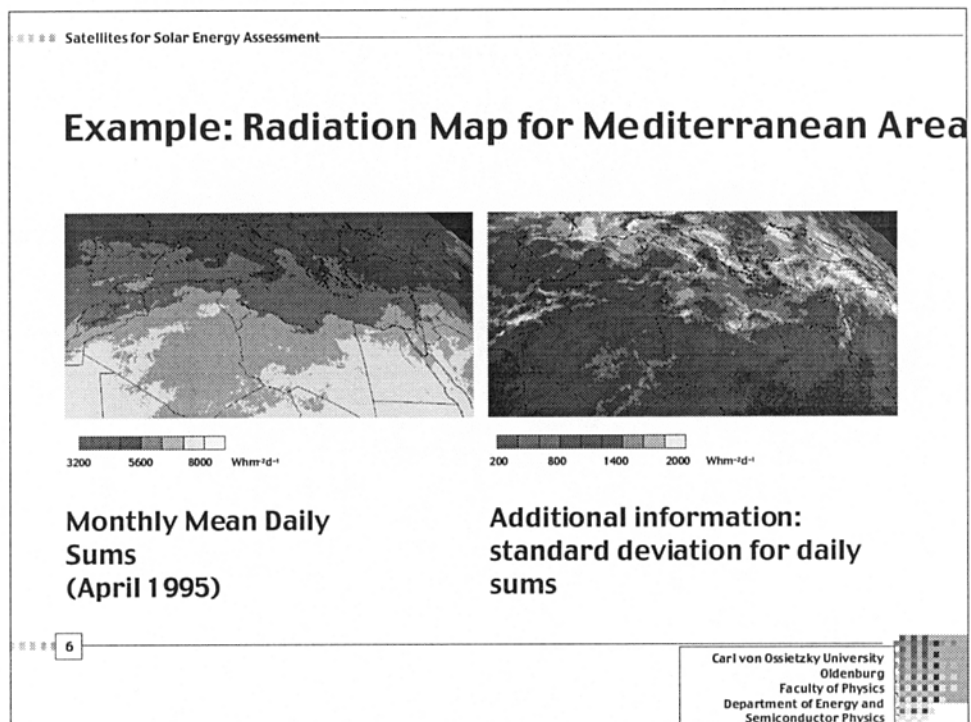 Satellites for Solar Energy Assessment
Example: Radiation Map for Mediterranean Area
3200 5600 8000 Whm⁻²d⁻¹
200 800 1400 2000 Whm⁻²d⁻¹
Monthly Mean Daily
Sums
(April 1995)
Additional information:
standard deviation for daily
sums
6
Carl von Ossietzky University
Oldenburg
Faculty of Physics
Department of Energy and
Semiconductor Physics